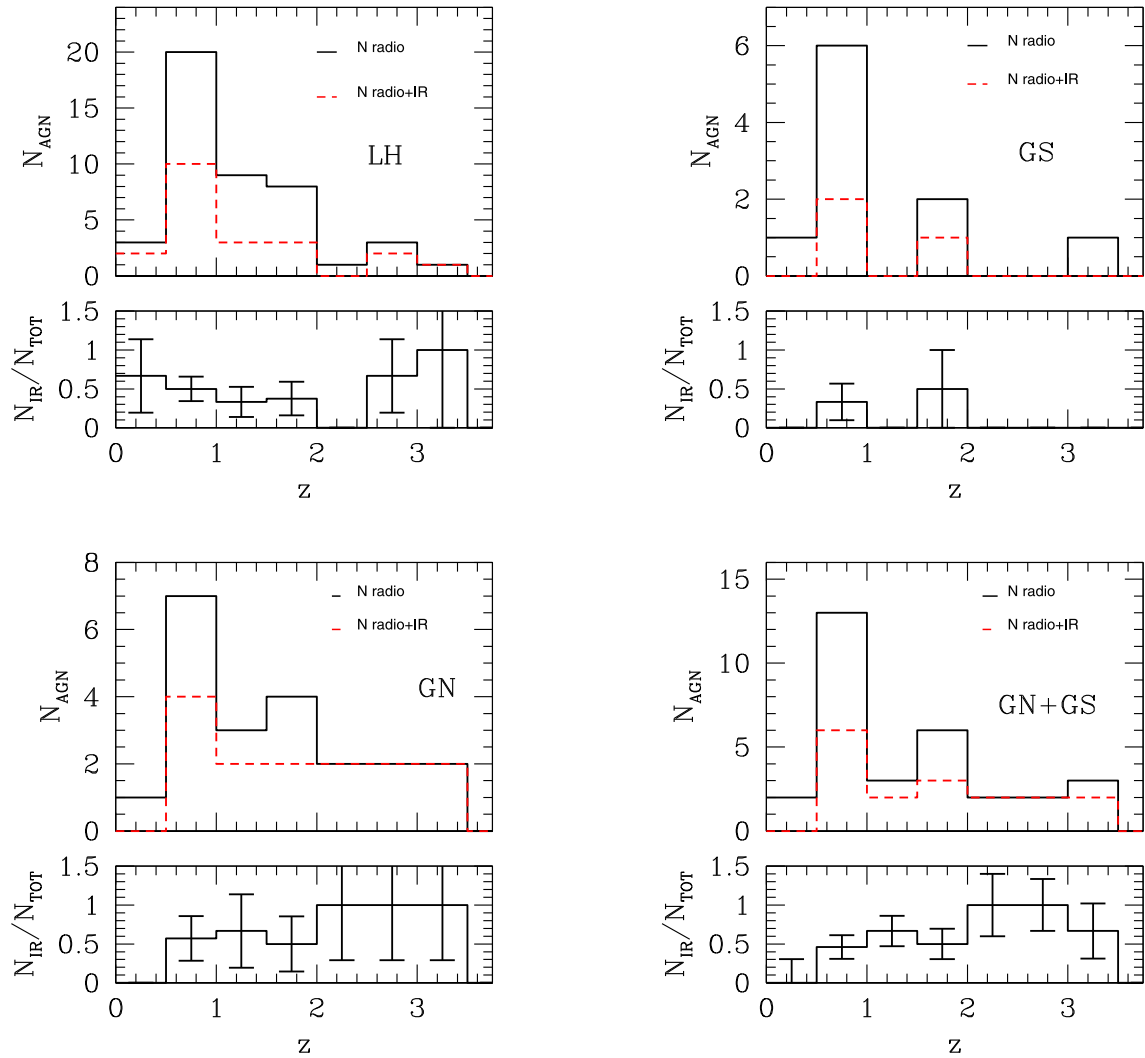 N_AGN
20
15
10
5
0
N radio
N radio+IR
LH
N_IR/N_TOT
1.5
1
0.5
0
0 1 2 3
z
N_AGN
6
4
2
0
N radio
N radio+IR
GS
N_IR/N_TOT
1.5
1
0.5
0
0 1 2 3
z
N_AGN
8
6
4
2
0
N radio
N radio+IR
GN
N_IR/N_TOT
1.5
1
0.5
0
0 1 2 3
z
N_AGN
15
10
5
0
N radio
N radio+IR
GN+GS
N_IR/N_TOT
1.5
1
0.5
0
0 1 2 3
z